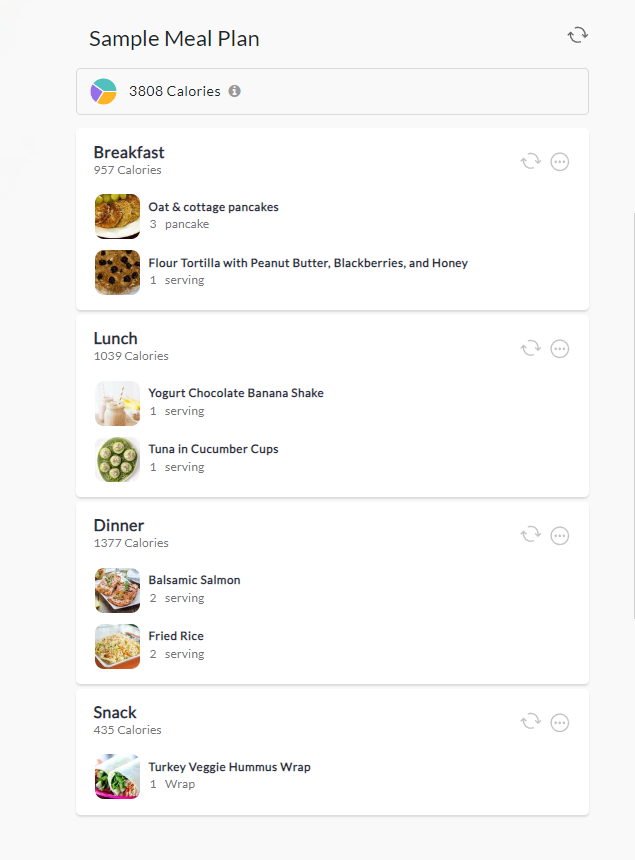 Sample Meal Plan
3808 Calories
Breakfast
957 Calories
Oat & cottage pancakes
3 pancake
Flour Tortilla with Peanut Butter, Blackberries, and Honey
1 serving
Lunch
1039 Calories
Yogurt Chocolate Banana Shake
1 serving
Tuna in Cucumber Cups
1 serving
Dinner
1377 Calories
Balsamic Salmon
2 serving
Fried Rice
2 serving
Snack
435 Calories
Turkey Veggie Hummus Wrap
1 Wrap